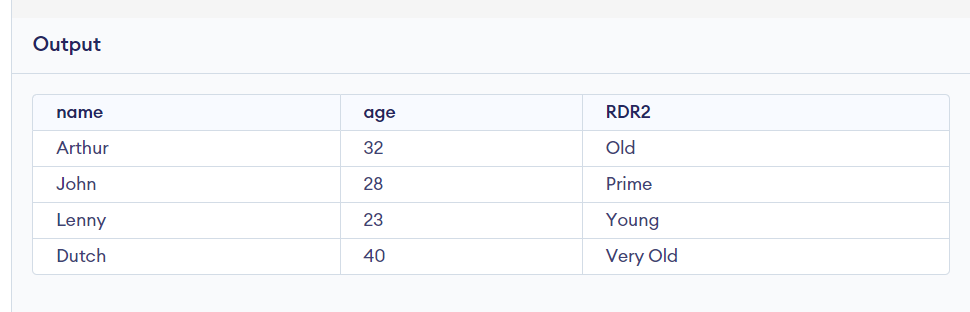 Output
name age RDR2
Arthur 32 Old
John 28 Prime
Lenny 23 Young
Dutch 40 Very Old